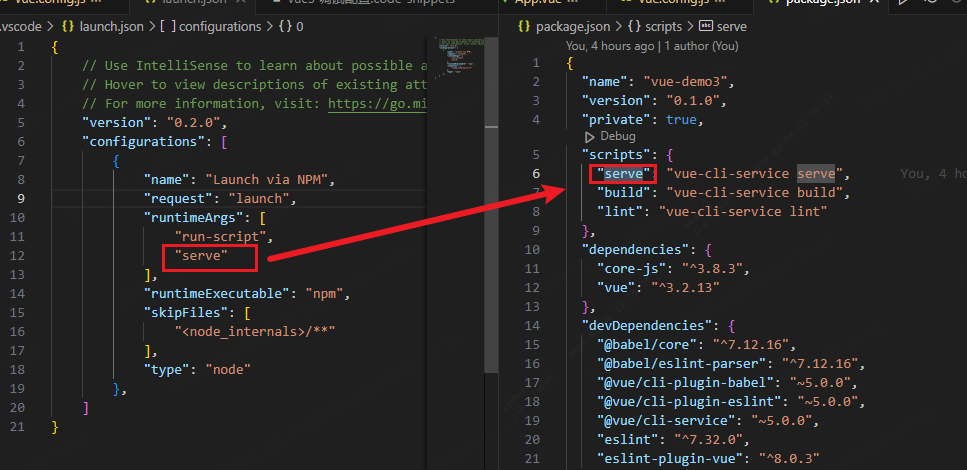 vue.config.js
launch.json
vue3 调试配置.code-snippets
.vscode > {} launch.json > [ ] configurations > {} 0
1 {
2 // Use IntelliSense to learn about possible a
3 // Hover to view descriptions of existing att
4 // For more information, visit: https://go.mi
5 "version": "0.2.0",
6 "configurations": [
7 {
8 "name": "Launch via NPM",
9 "request": "launch",
10 "runtimeArgs": [
11 "run-script",
12 "serve"
13 ],
14 "runtimeExecutable": "npm",
15 "skipFiles": [
16 "<node_internals>/**"
17 ],
18 "type": "node"
19 },
20 ]
21 }
App.vue
vue.config.js
package.json
{} package.json > {} scripts > abc serve
You, 4 hours ago | 1 author (You)
1 {
2 "name": "vue-demo3",
3 "version": "0.1.0",
4 "private": true,
Debug
5 "scripts": {
6 "serve": "vue-cli-service serve", You, 4 h
7 "build": "vue-cli-service build",
8 "lint": "vue-cli-service lint"
9 },
10 "dependencies": {
11 "core-js": "^3.8.3",
12 "vue": "^3.2.13"
13 },
14 "devDependencies": {
15 "@babel/core": "^7.12.16",
16 "@babel/eslint-parser": "^7.12.16",
17 "@vue/cli-plugin-babel": "~5.0.0",
18 "@vue/cli-plugin-eslint": "~5.0.0",
19 "@vue/cli-service": "~5.0.0",
20 "eslint": "^7.32.0",
21 "eslint-plugin-vue": "^8.0.3"